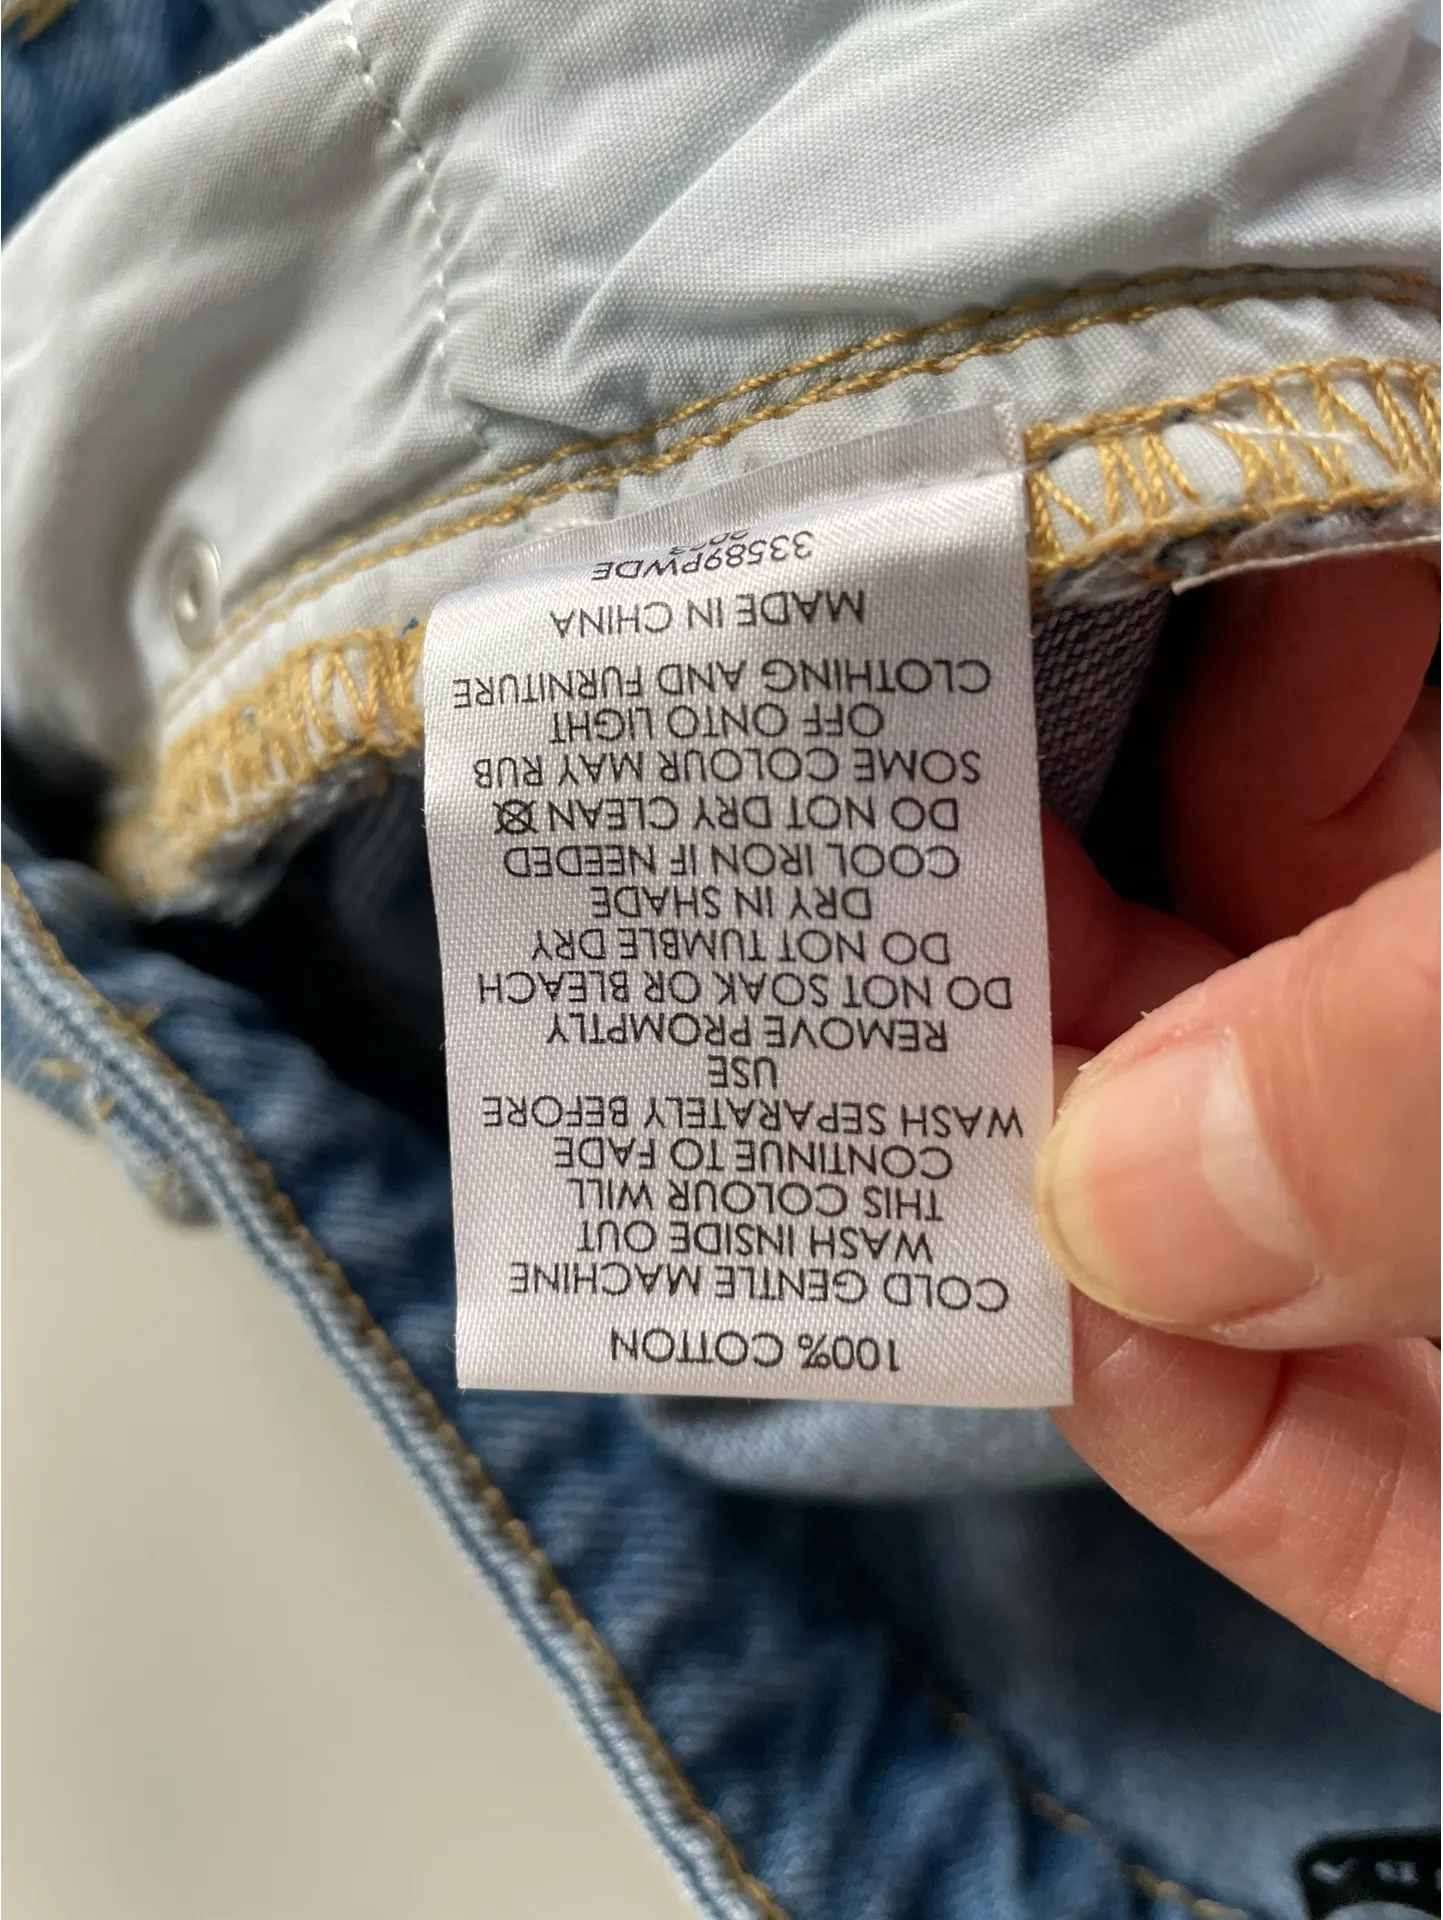 100% COTTON
COLD GENTLE MACHINE
WASH INSIDE OUT
THIS COLOUR WILL
CONTINUE TO FADE
WASH SEPARATELY BEFORE
USE
REMOVE PROMPTLY
DO NOT SOAK OR BLEACH
DO NOT TUMBLE DRY
DRY IN SHADE
COOL IRON IF NEEDED
DO NOT DRY CLEAN
SOME COLOUR MAY RUB
OFF ONTO LIGHT
CLOTHING AND FURNITURE
MADE IN CHINA
33589PWDE